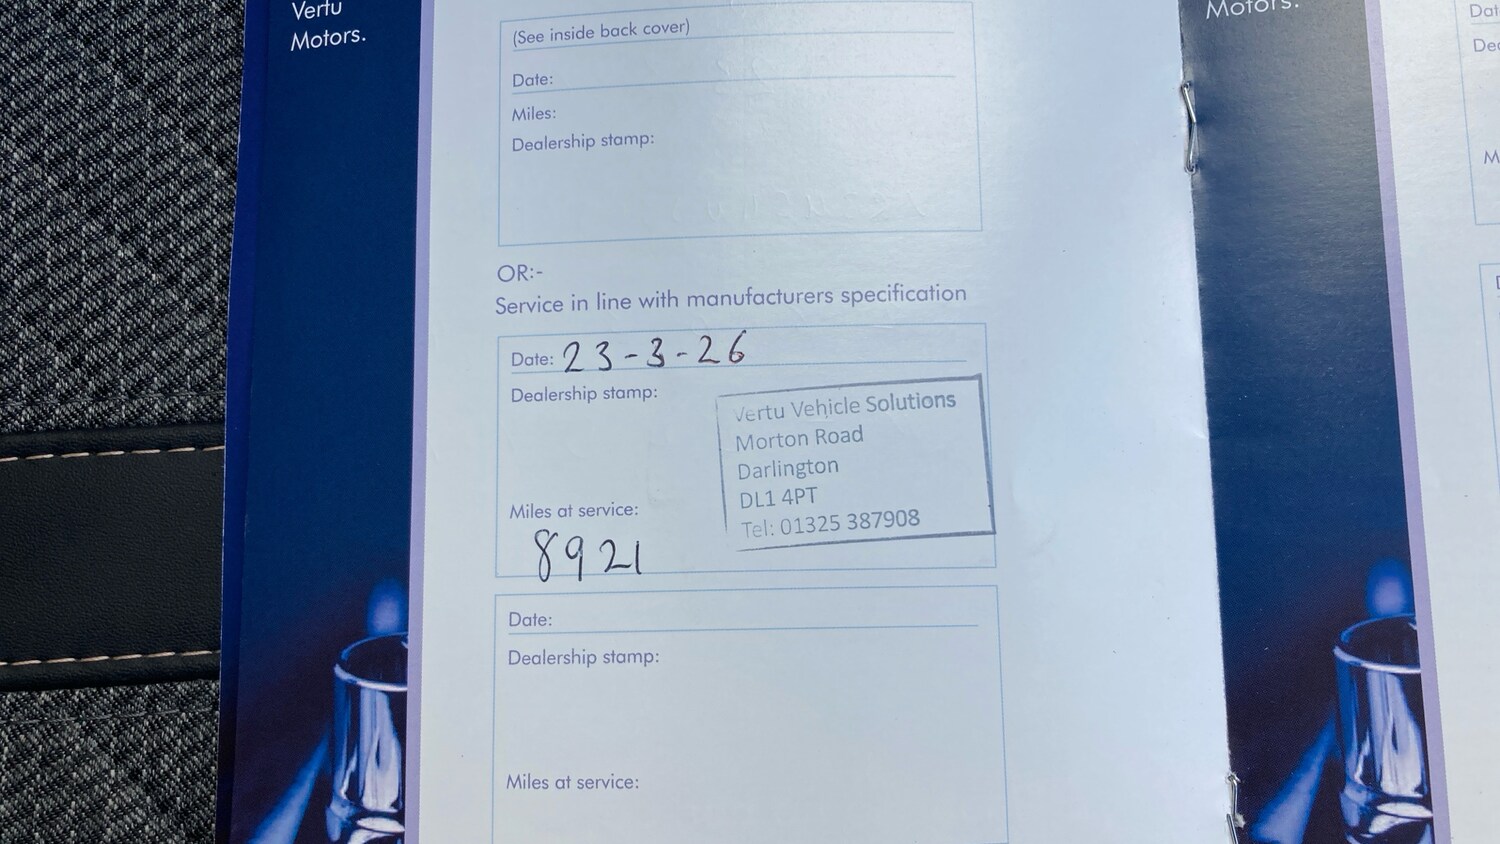 Vertu
Motors.
(See inside back cover)
Date:
Miles:
Dealership stamp:
OR:-
Service in line with manufacturers specification
Date: 23-3-26
Dealership stamp:
Vertu Vehicle Solutions
Morton Road
Darlington
DL1 4PT
Tel: 01325 387908
Miles at service:
8921
Date:
Dealership stamp:
Miles at service:
Motors.